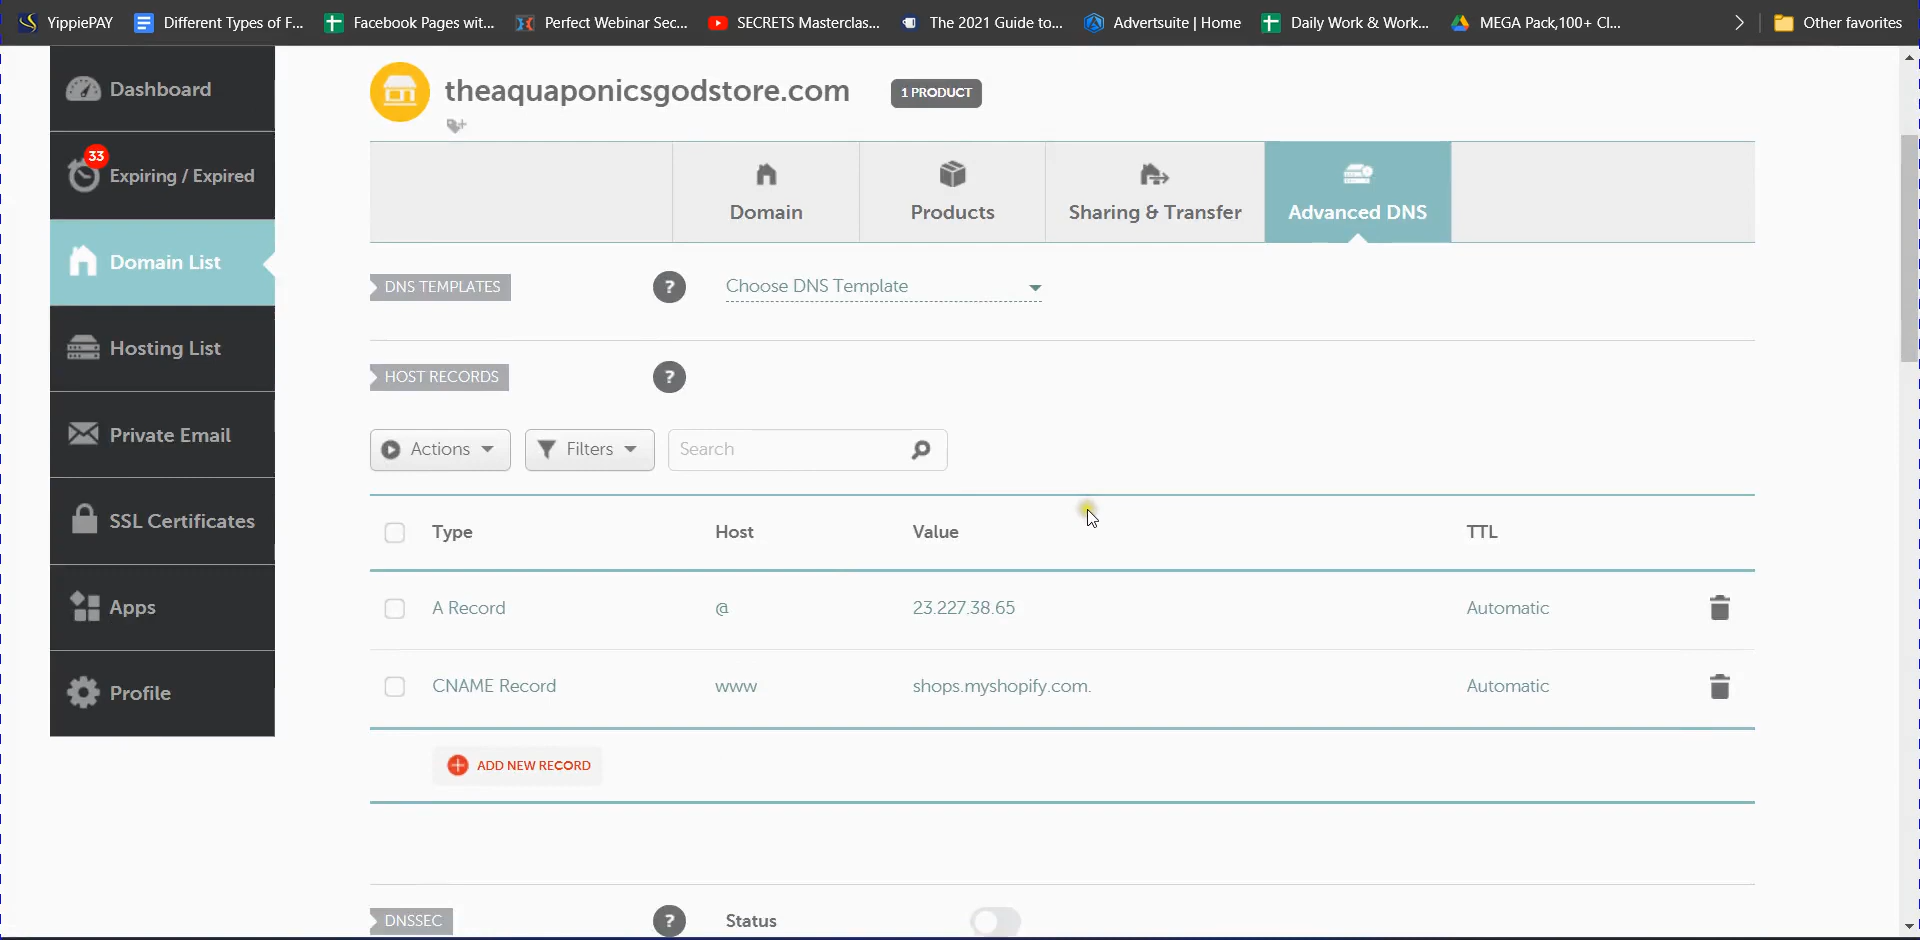 YippiePAY
Different Types of F...
Facebook Pages wit...
Perfect Webinar Sec...
SECRETS Masterclass...
The 2021 Guide to...
Advertsuite | Home
Daily Work & Work...
MEGA Pack,100+ Cl...
Other favorites
Dashboard
33
Expiring / Expired
Domain List
Hosting List
Private Email
SSL Certificates
Apps
Profile
theaquaponicsgodstore.com
1 PRODUCT
Domain
Products
Sharing & Transfer
Advanced DNS
DNS TEMPLATES
?
Choose DNS Template
HOST RECORDS
?
Actions
Filters
Search
Type Host Value TTL
A Record @ 23.227.38.65 Automatic
CNAME Record www shops.myshopify.com. Automatic
ADD NEW RECORD
DNSSEC
?
Status